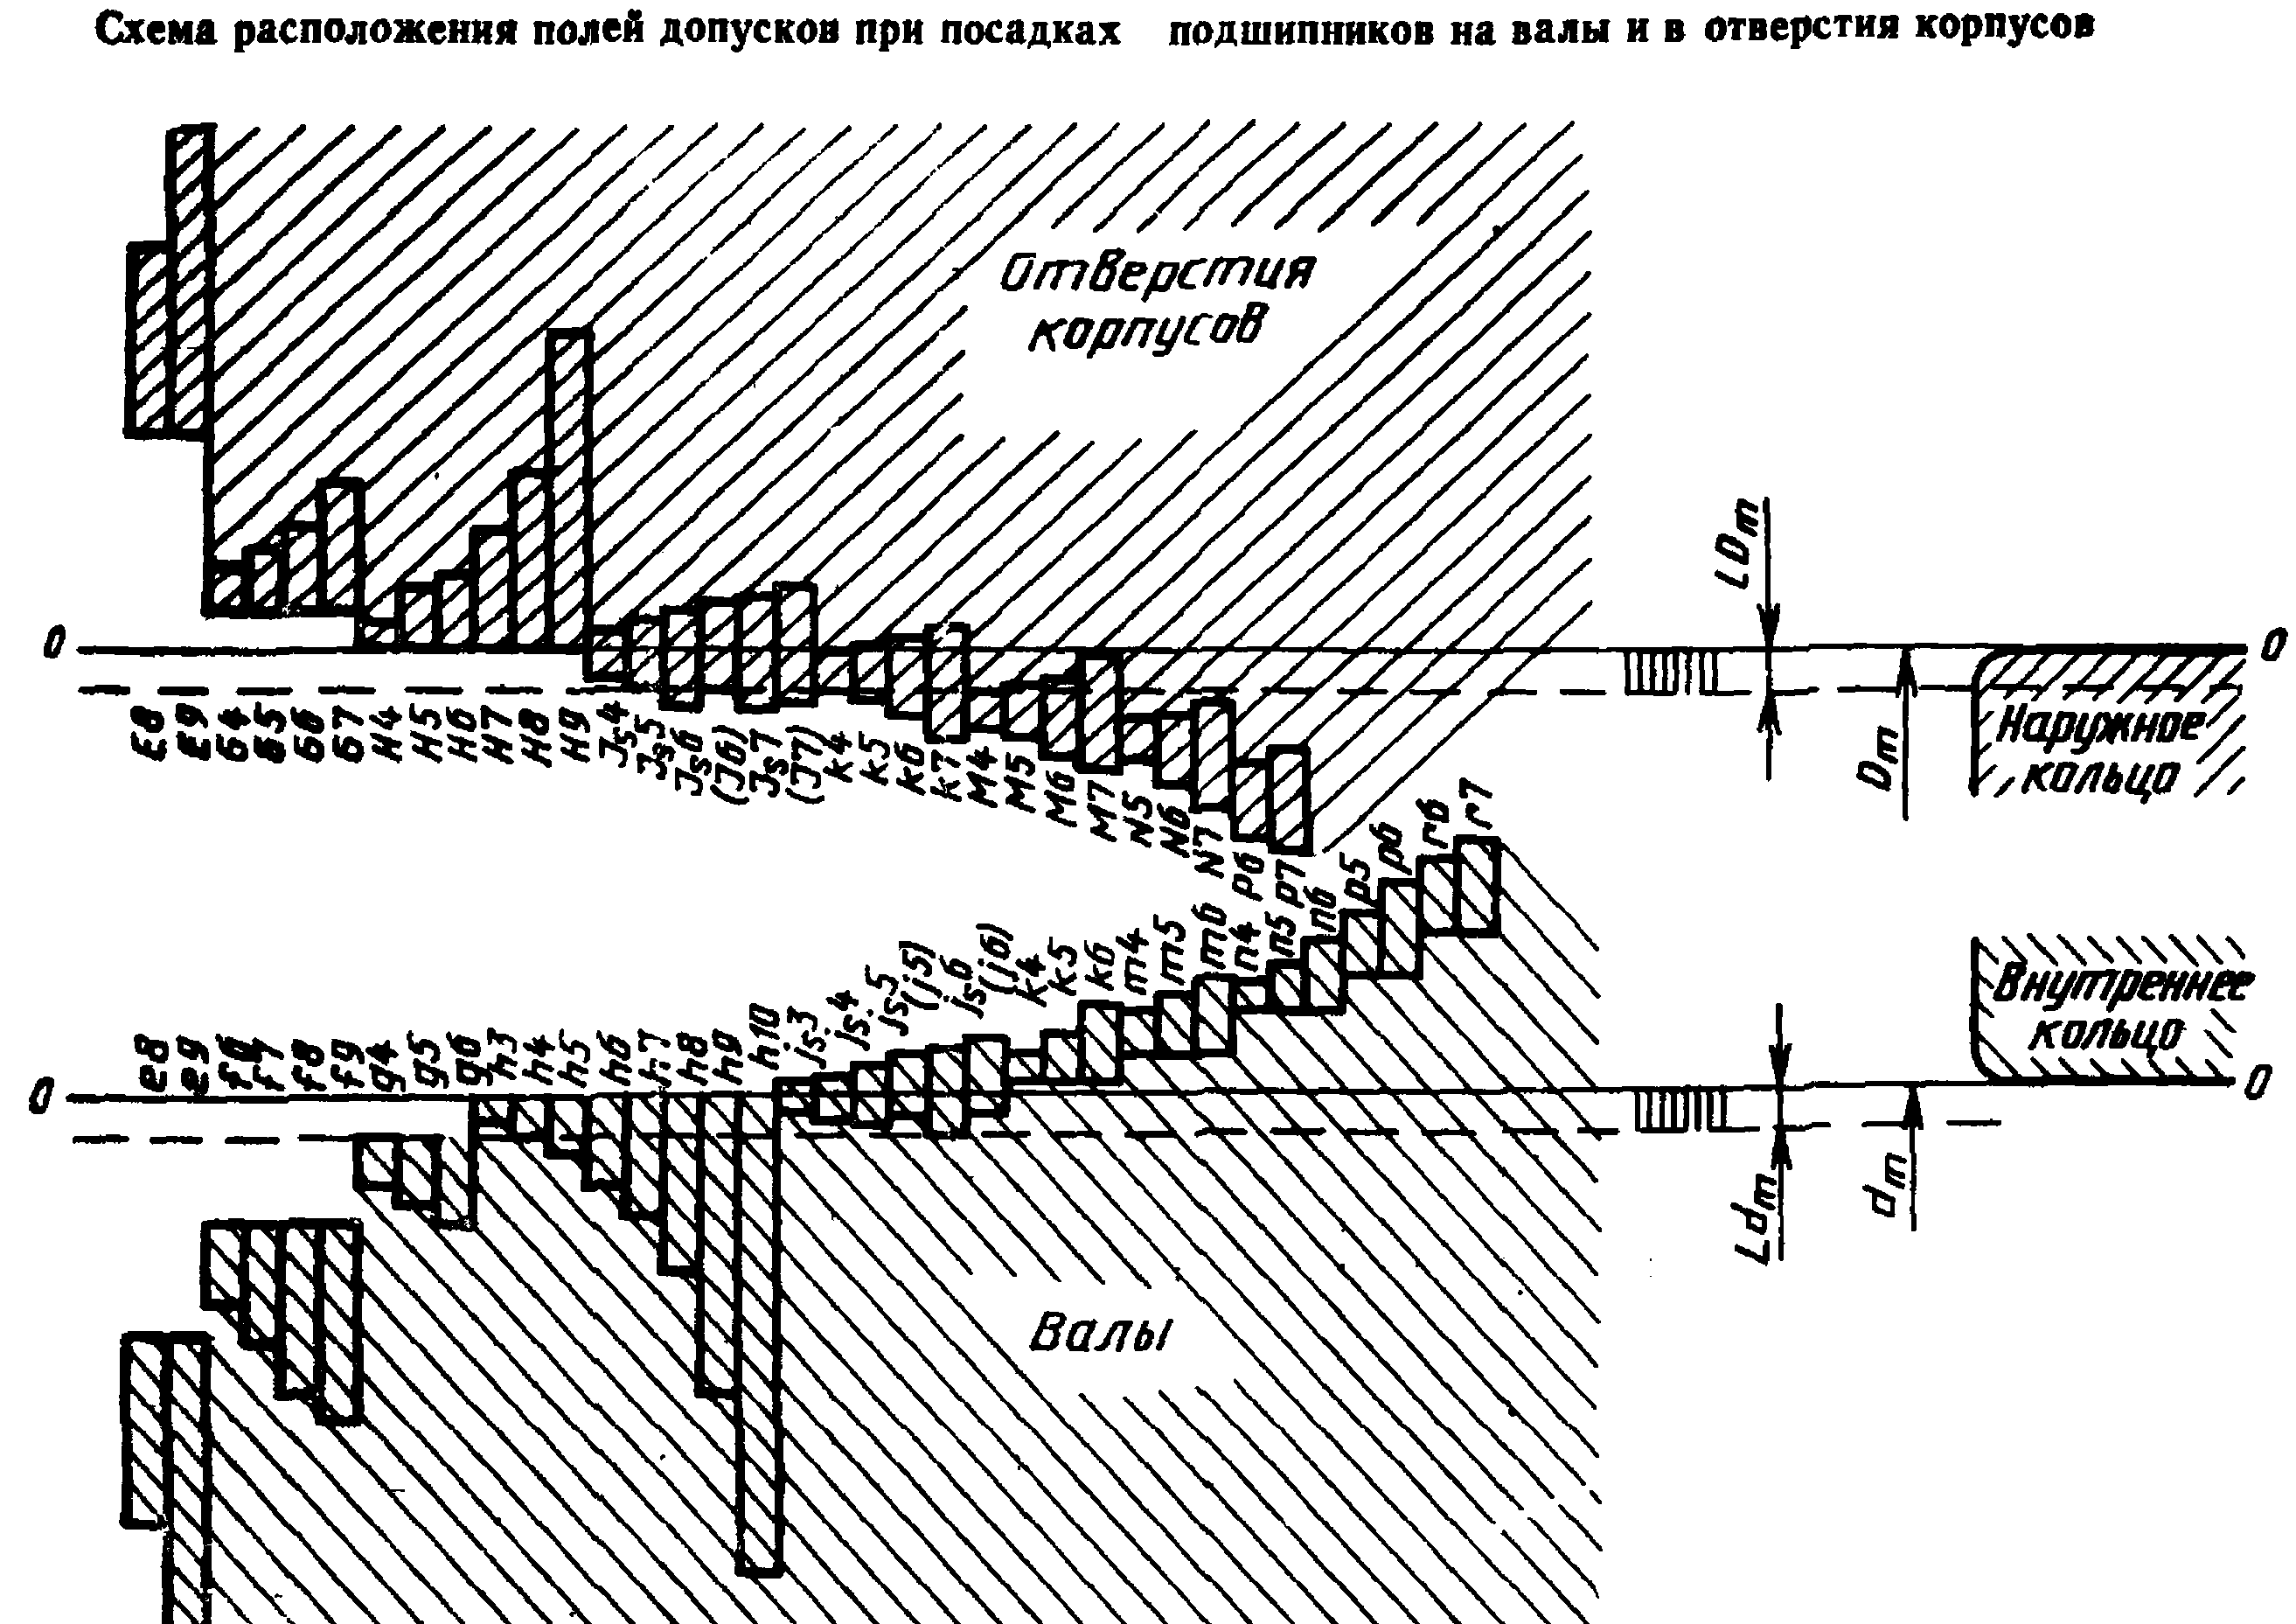 Схема расположения полей допусков при посадках подшипников на валы и в отверстия корпусов
Отверстия
корпусов
LDm
0
0
E8 E9 G4 G5 G6 G7 H4 H5 H6 H7 H8 H9 Js4 Js5 Js6 (J6) Js7 (J7) k4 k5 k6 k7 M4 M5 M6 M7 N5 N6 N7 P6 P7
Dm
Наружное
кольцо
e8 e9 f6 f7 f8 f9 g4 g5 g6 h3 h4 h5 h6 h7 h8 h9 h10 js3 js4 js5 (j5) js6 (j6) k4 k5 k6 m4 m5 m6 n4 n5 n6 p5 p6 r6 r7
Внутреннее
кольцо
0
0
Ldm
dm
Валы